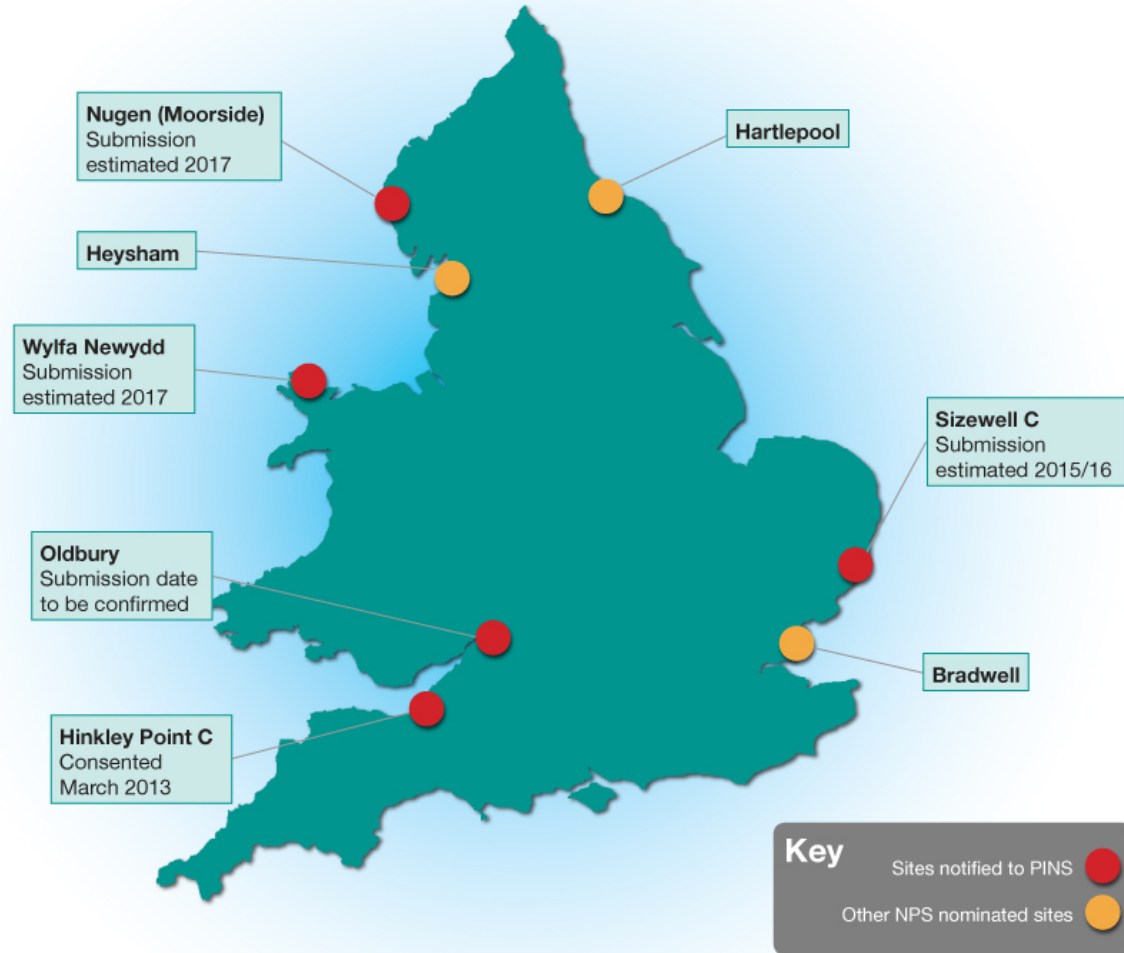 Nugen (Moorside)
Submission
estimated 2017
Hartlepool
Heysham
Wylfa Newydd
Submission
estimated 2017
Sizewell C
Submission
estimated 2015/16
Oldbury
Submission date
to be confirmed
Bradwell
Hinkley Point C
Consented
March 2013
Key
Sites notified to PINS
Other NPS nominated sites